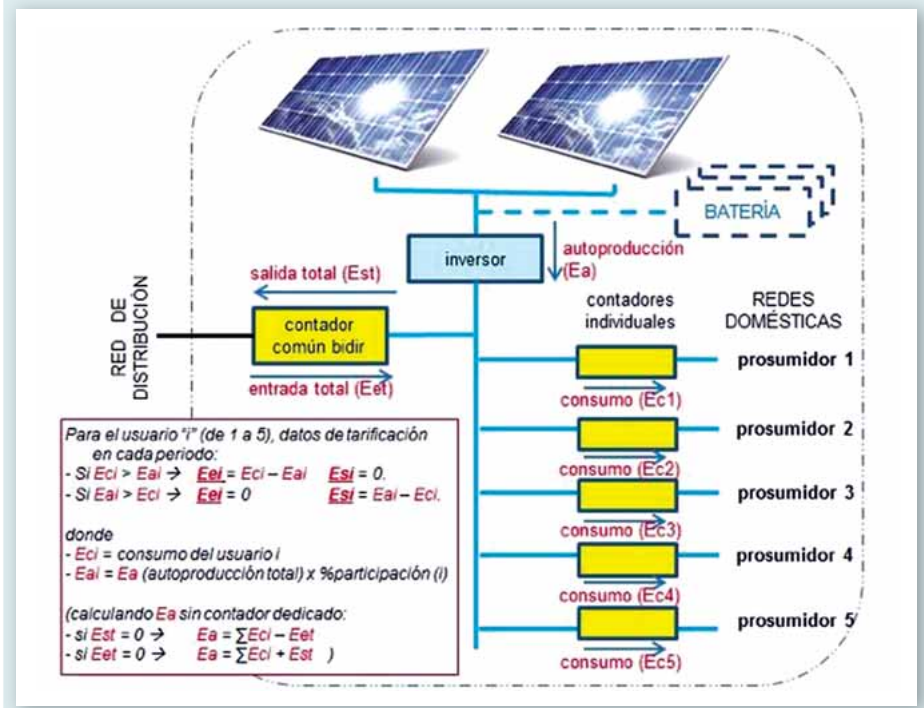 BATERÍA
inversor
autoproducción
(Ea)
salida total (Est)
RED DE
DISTRIBUCIÓN
contador
común bidir
entrada total (Eet)
contadores
individuales
REDES
DOMÉSTICAS
prosumidor 1
consumo (Ec1)
prosumidor 2
consumo (Ec2)
prosumidor 3
consumo (Ec3)
prosumidor 4
consumo (Ec4)
prosumidor 5
consumo (Ec5)
Para el usuario "i" (de 1 a 5), datos de tarificación
en cada periodo:
- Si Eci > Eai → Eei = Eci – Eai Esi = 0.
- Si Eai > Eci → Eei = 0 Esi = Eai – Eci.
donde
- Eci = consumo del usuario i
- Eai = Ea (autoproducción total) x %participación (i)
(calculando Ea sin contador dedicado:
- si Est = 0 → Ea = ∑Eci – Eet
- si Eet = 0 → Ea = ∑Eci + Est )